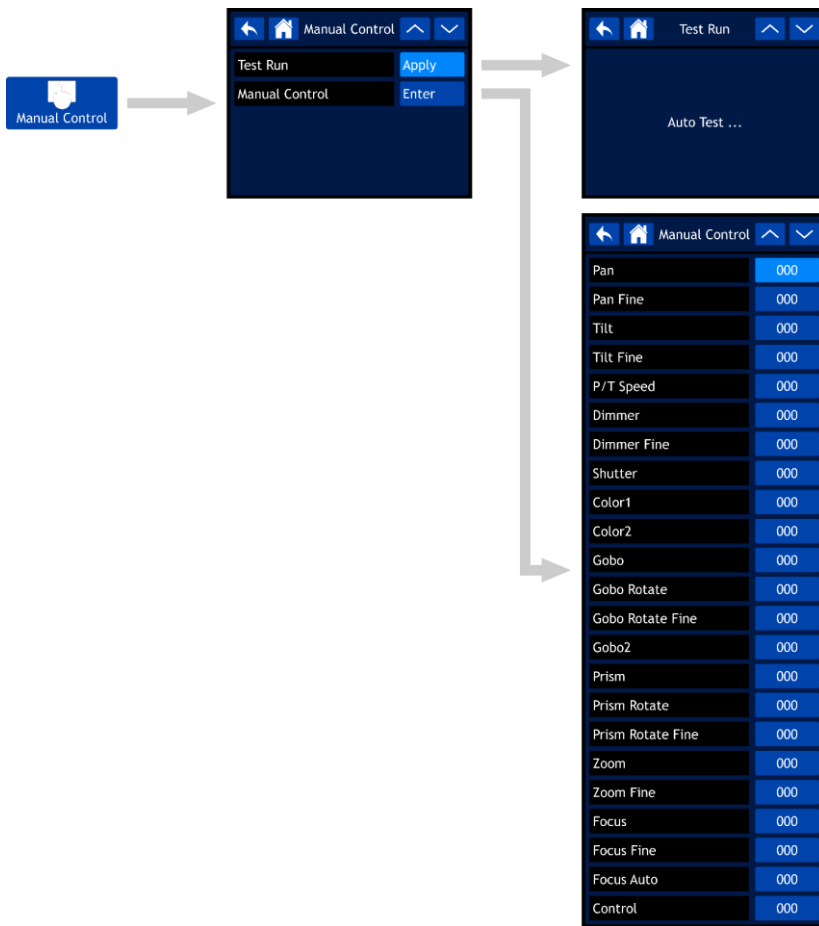 Manual Control
Manual Control
Test Run Apply
Manual Control Enter
Test Run
Auto Test ...
Manual Control
Pan 000
Pan Fine 000
Tilt 000
Tilt Fine 000
P/T Speed 000
Dimmer 000
Dimmer Fine 000
Shutter 000
Color1 000
Color2 000
Gobo 000
Gobo Rotate 000
Gobo Rotate Fine 000
Gobo2 000
Prism 000
Prism Rotate 000
Prism Rotate Fine 000
Zoom 000
Zoom Fine 000
Focus 000
Focus Fine 000
Focus Auto 000
Control 000